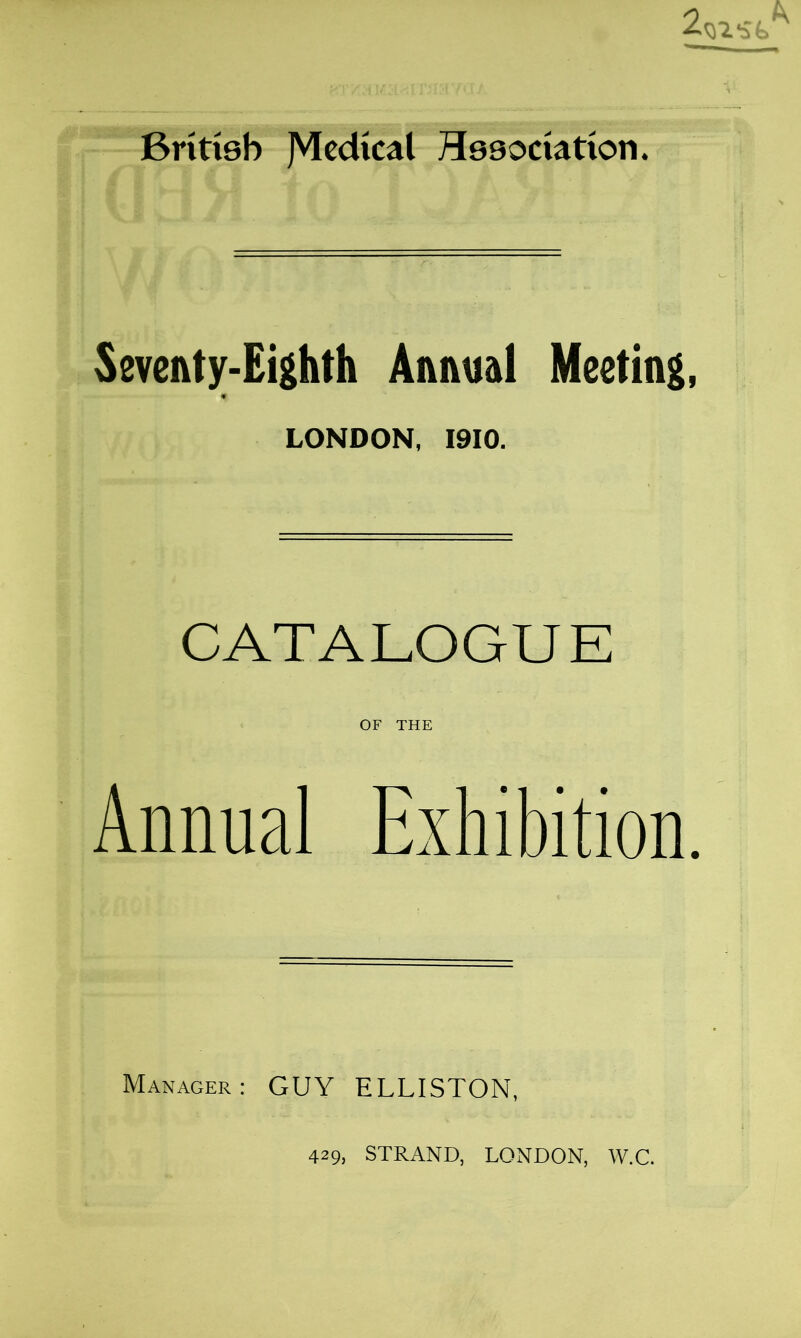 20256A
British Medical Association.
Seventy-Eighth Annual Meeting,
LONDON, 1910.
CATALOGUE
OF THE
Annual Exhibition.
MANAGER: GUY ELLISTON,
429, STRAND, LONDON, W.C.